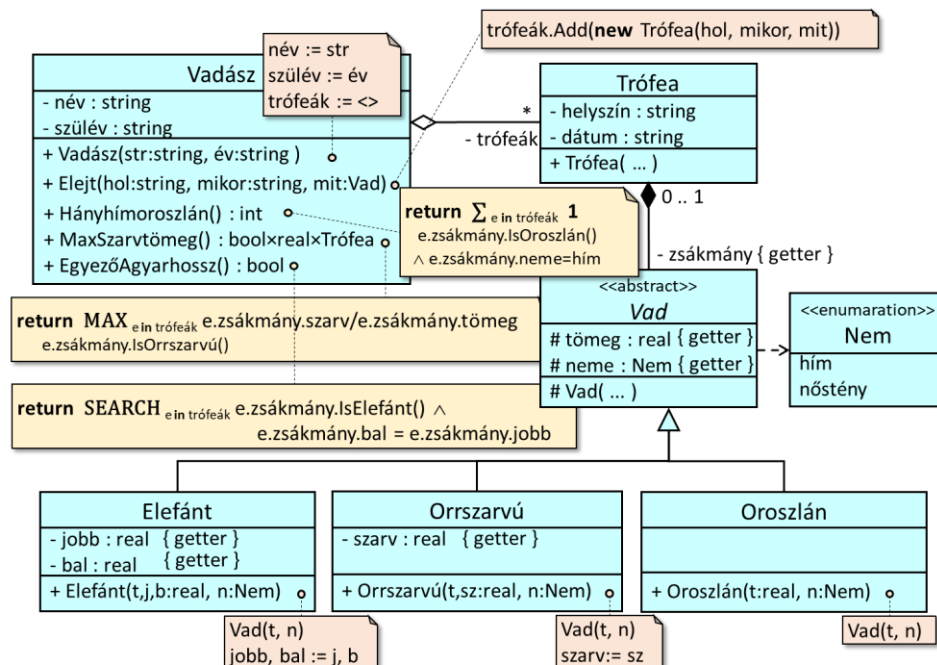 trófeák.Add(new Trófea(hol, mikor, mit))
név := str
szülév := év
trófeák := <>
Vadász
- név : string
- szülév : string
+ Vadász(str:string, év:string )
+ Elejt(hol:string, mikor:string, mit:Vad)
+ Hányhímoroszlán() : int
+ MaxSzarvtömeg() : bool×real×Trófea
+ EgyezőAgyarhossz() : bool
*
- trófeák
Trófea
- helyszín : string
- dátum : string
+ Trófea( ... )
0 .. 1
- zsákmány { getter }
return ∑ e in trófeák 1
e.zsákmány.IsOroszlán()
∧ e.zsákmány.neme=hím
return MAX e in trófeák e.zsákmány.szarv/e.zsákmány.tömeg
e.zsákmány.IsOrrszarvú()
return SEARCH e in trófeák e.zsákmány.IsElefánt() ∧
e.zsákmány.bal = e.zsákmány.jobb
<<abstract>>
Vad
# tömeg : real { getter }
# neme : Nem { getter }
# Vad( ... )
<<enumaration>>
Nem
hím
nőstény
Elefánt
- jobb : real { getter }
- bal : real { getter }
+ Elefánt(t,j,b:real, n:Nem)
Vad(t, n)
jobb, bal := j, b
Orrszarvú
- szarv : real { getter }
+ Orrszarvú(t,sz:real, n:Nem)
Vad(t, n)
szarv:= sz
Oroszlán
+ Oroszlán(t:real, n:Nem)
Vad(t, n)